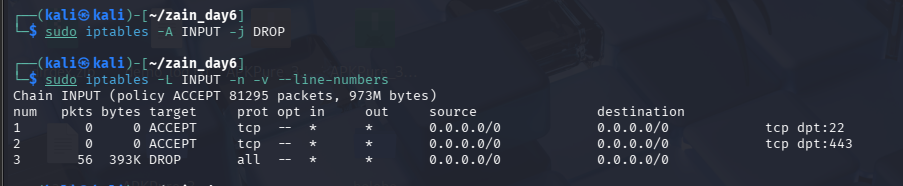 ┌──(kali㉿kali)-[~/zain_day6]
└─$ sudo iptables -A INPUT -j DROP
┌──(kali㉿kali)-[~/zain_day6]
└─$ sudo iptables -L INPUT -n -v --line-numbers
Chain INPUT (policy ACCEPT 81295 packets, 973M bytes)
num   pkts bytes target     prot opt in     out     source               destination
1        0     0 ACCEPT     tcp  --  *      *       0.0.0.0/0            0.0.0.0/0            tcp dpt:22
2        0     0 ACCEPT     tcp  --  *      *       0.0.0.0/0            0.0.0.0/0            tcp dpt:443
3       56  393K DROP       all  --  *      *       0.0.0.0/0            0.0.0.0/0